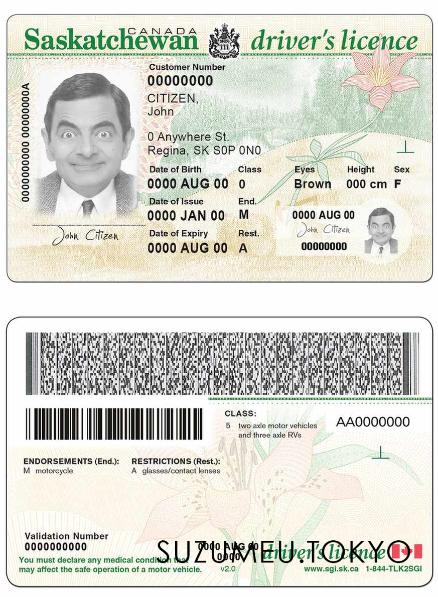 CANADA
Saskatchewan driver's licence
Customer Number
00000000
CITIZEN,
John
0 Anywhere St.
Regina, SK S0P 0N0
0000000000 00000000A
Date of Birth Class Eyes Height Sex
0000 AUG 00 0 Brown 000 cm F
Date of Issue End.
0000 JAN 00 M
0000 AUG 00
John Citizen
00000000
Date of Expiry Rest.
0000 AUG 00 A
John Citizen
CLASS:
5 two axle motor vehicles
and three axle RVs
AA0000000
ENDORSEMENTS (End.): RESTRICTIONS (Rest.):
M motorcycle A glasses/contact lenses
Validation Number
0000000000
0000 AUG 00
0000
SUZUMEU.TOKYO
driver's licence
You must declare any medical condition that
may affect the safe operation of a motor vehicle.
v2.0
www.sgi.sk.ca 1-844-TLK2SGI